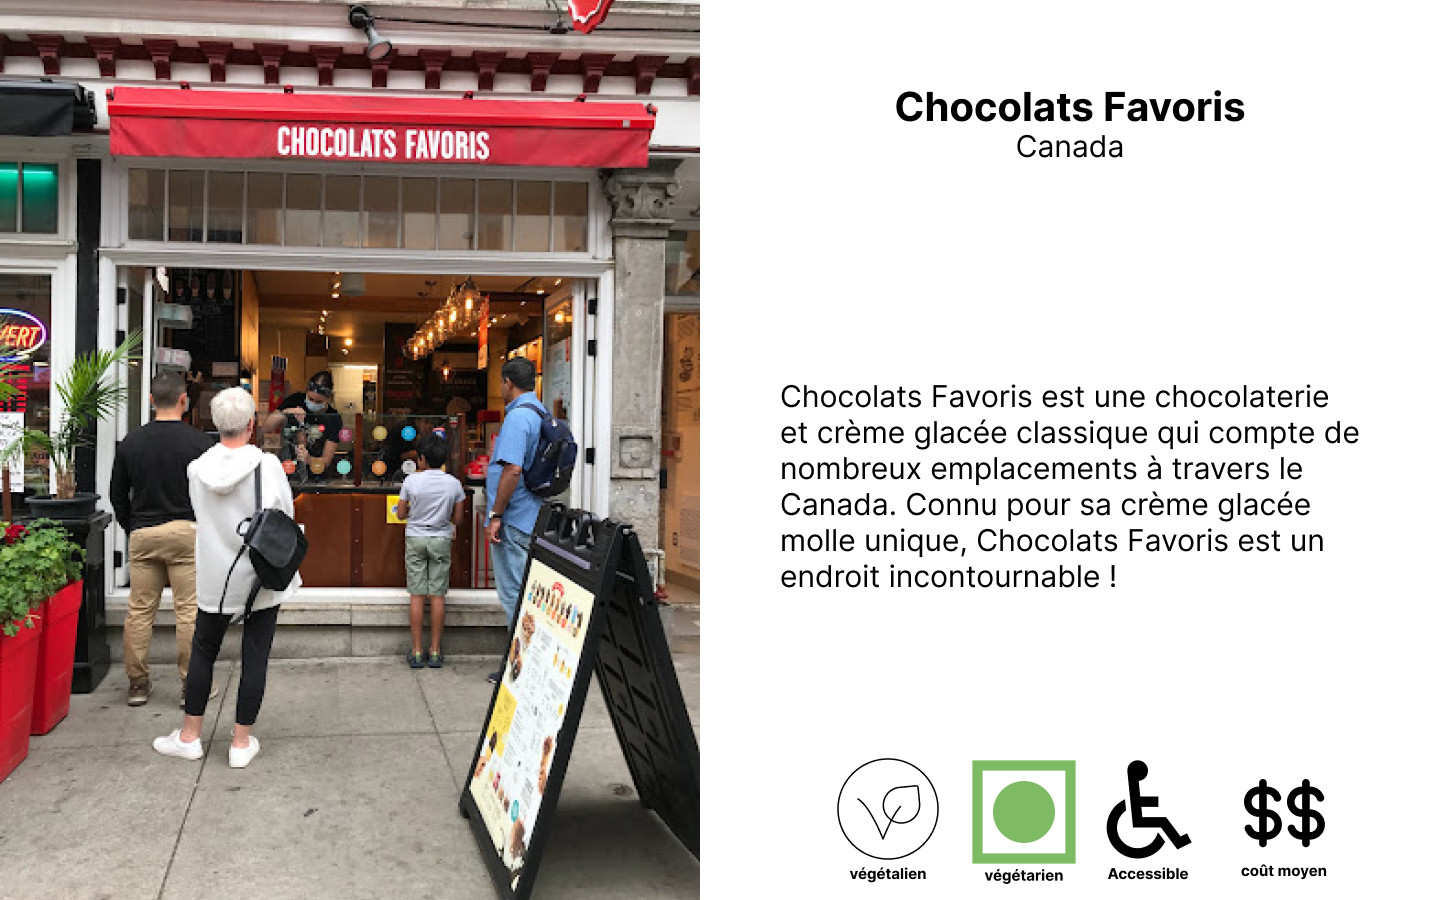 CHOCOLATS FAVORIS
VERT
Chocolats Favoris
Canada
Chocolats Favoris est une chocolaterie
et crème glacée classique qui compte de
nombreux emplacements à travers le
Canada. Connu pour sa crème glacée
molle unique, Chocolats Favoris est un
endroit incontournable !
végétalien
végétarien
Accessible
$$
coût moyen